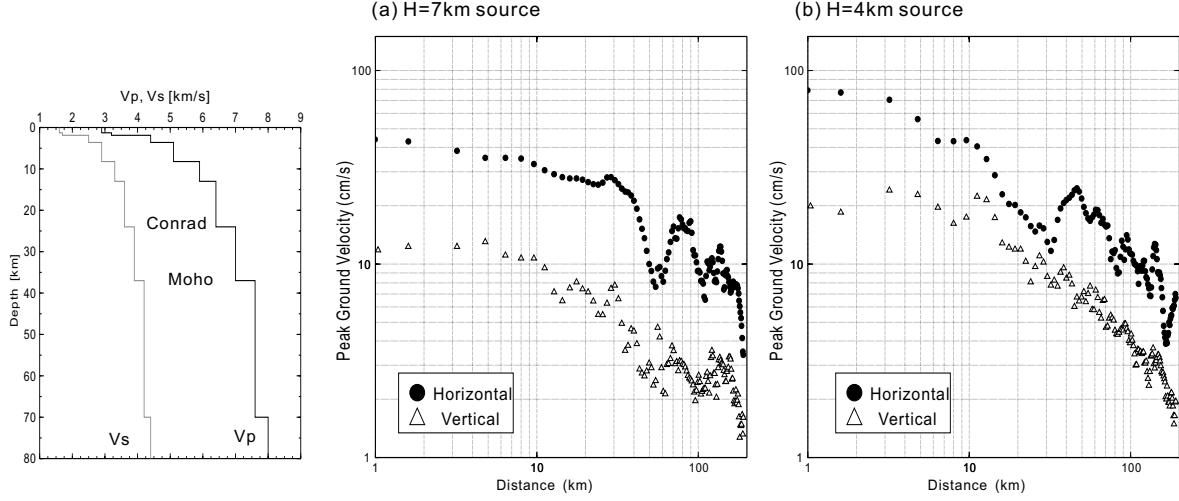 (a) H=7km source
(b) H=4km source
Vp, Vs [km/s]
1 2 3 4 5 6 7 8 9
Depth [km]
0
10
20
30
40
50
60
70
80
Conrad
Moho
Vs
Vp
Peak Ground Velocity (cm/s)
100
10
1
Horizontal
Vertical
1 10 100
Distance (km)
Peak Ground Velocity (cm/s)
100
10
1
Horizontal
Vertical
1 10 100
Distance (km)